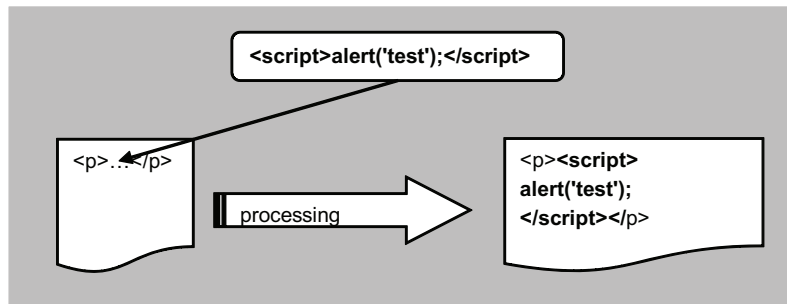 <script>alert('test');</script>
<p>…</p>
processing
<p><script>
alert('test');
</script></p>